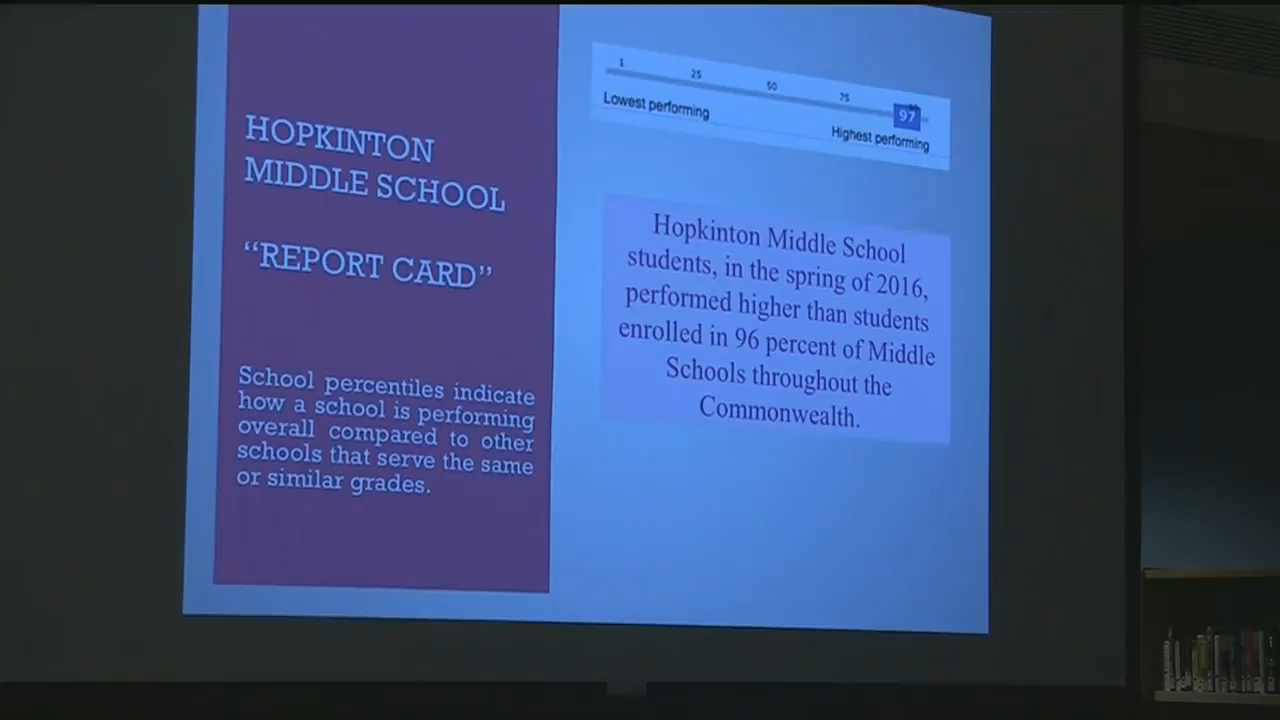 HOPKINTON
MIDDLE SCHOOL
“REPORT CARD”
School percentiles indicate
how a school is performing
overall compared to other
schools that serve the same
or similar grades.
1 25 50 75
97
Lowest performing
Highest performing
Hopkinton Middle School
students, in the spring of 2016,
performed higher than students
enrolled in 96 percent of Middle
Schools throughout the
Commonwealth.